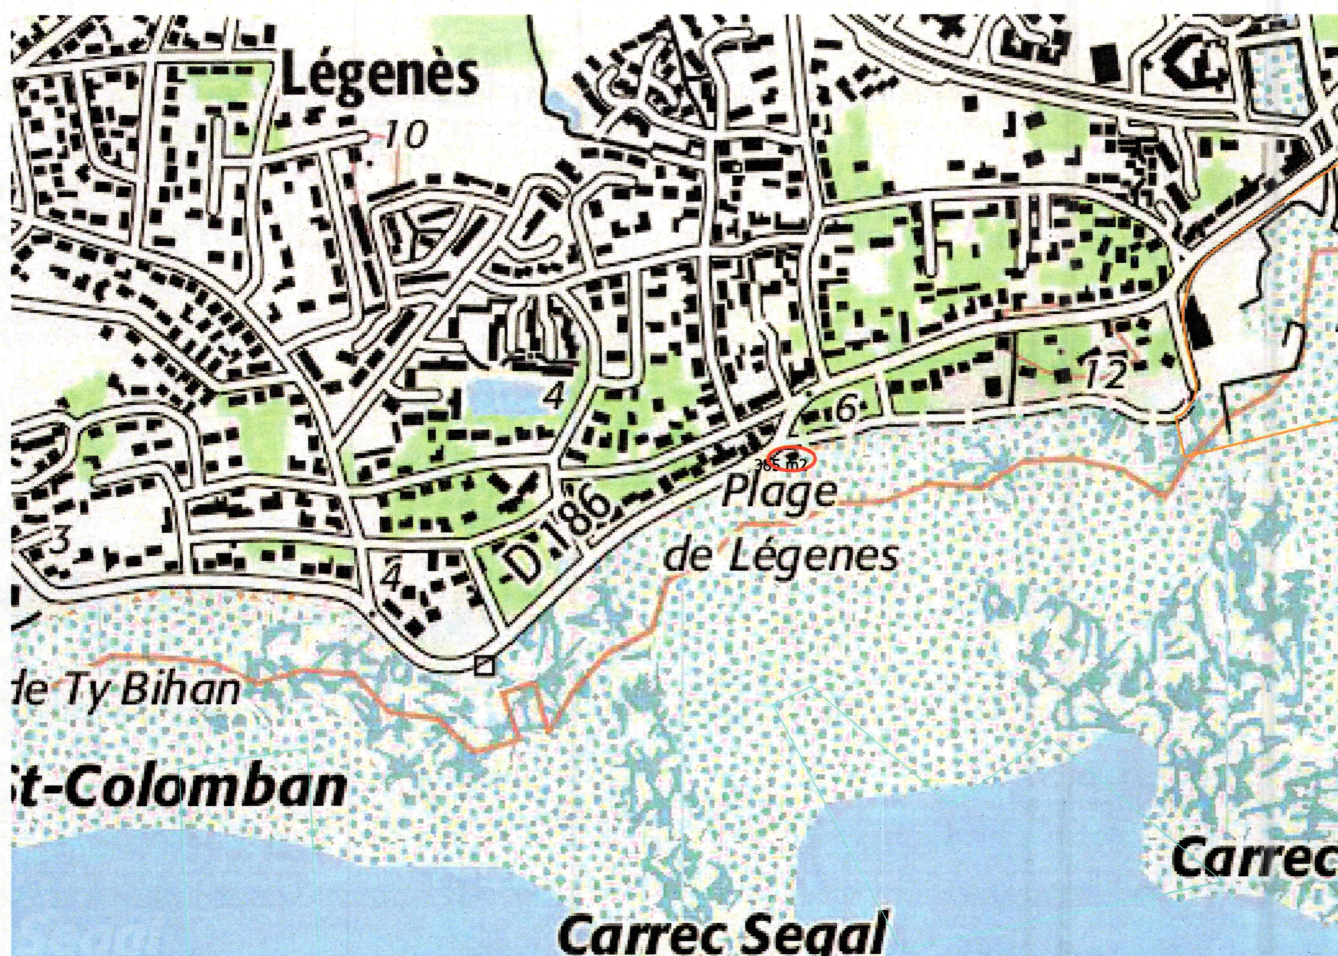 Légenès
10
4
12
6
365 m2
Plage
D 186
3
de Légenes
4
de Ty Bihan
St-Colomban
Carrec
Carrec Segal